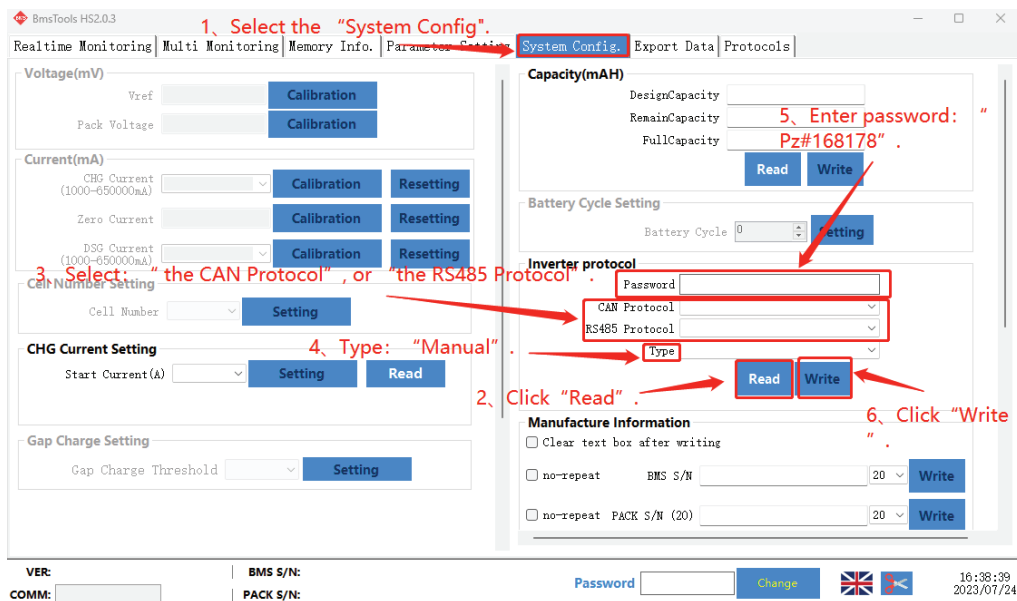 BMS BmsTools HS2.0.3
1、Select the “System Config".
Realtime Monitoring Multi Monitoring Memory Info. Parameter Setting System Config. Export Data Protocols
Voltage(mV)
Vref Calibration
Pack Voltage Calibration
Current(mA)
CHG Current
(1000-650000mA) Calibration Resetting
Zero Current Calibration Resetting
DSG Current
(1000-650000mA) Calibration Resetting
3、Select：“ the CAN Protocol”, or “the RS485 Protocol”.
Cell Number Setting
Cell Number Setting
CHG Current Setting
4、Type: “Manual”.
Start Current(A) Setting Read
2、Click “Read”.
Gap Charge Setting
Gap Charge Threshold Setting
Capacity(mAH)
DesignCapacity
RemainCapacity
FullCapacity
5、Enter password: “
Pz#168178”.
Read Write
Battery Cycle Setting
Battery Cycle 0 Setting
Inverter protocol
Password
CAN Protocol
RS485 Protocol
Type
Read Write
6、Click “Write
”.
Manufacture Information
Clear text box after writing
no-repeat BMS S/N 20 Write
no-repeat PACK S/N (20) 20 Write
VER: BMS S/N:
COMM: PACK S/N:
Password Change
16:38:39
2023/07/24